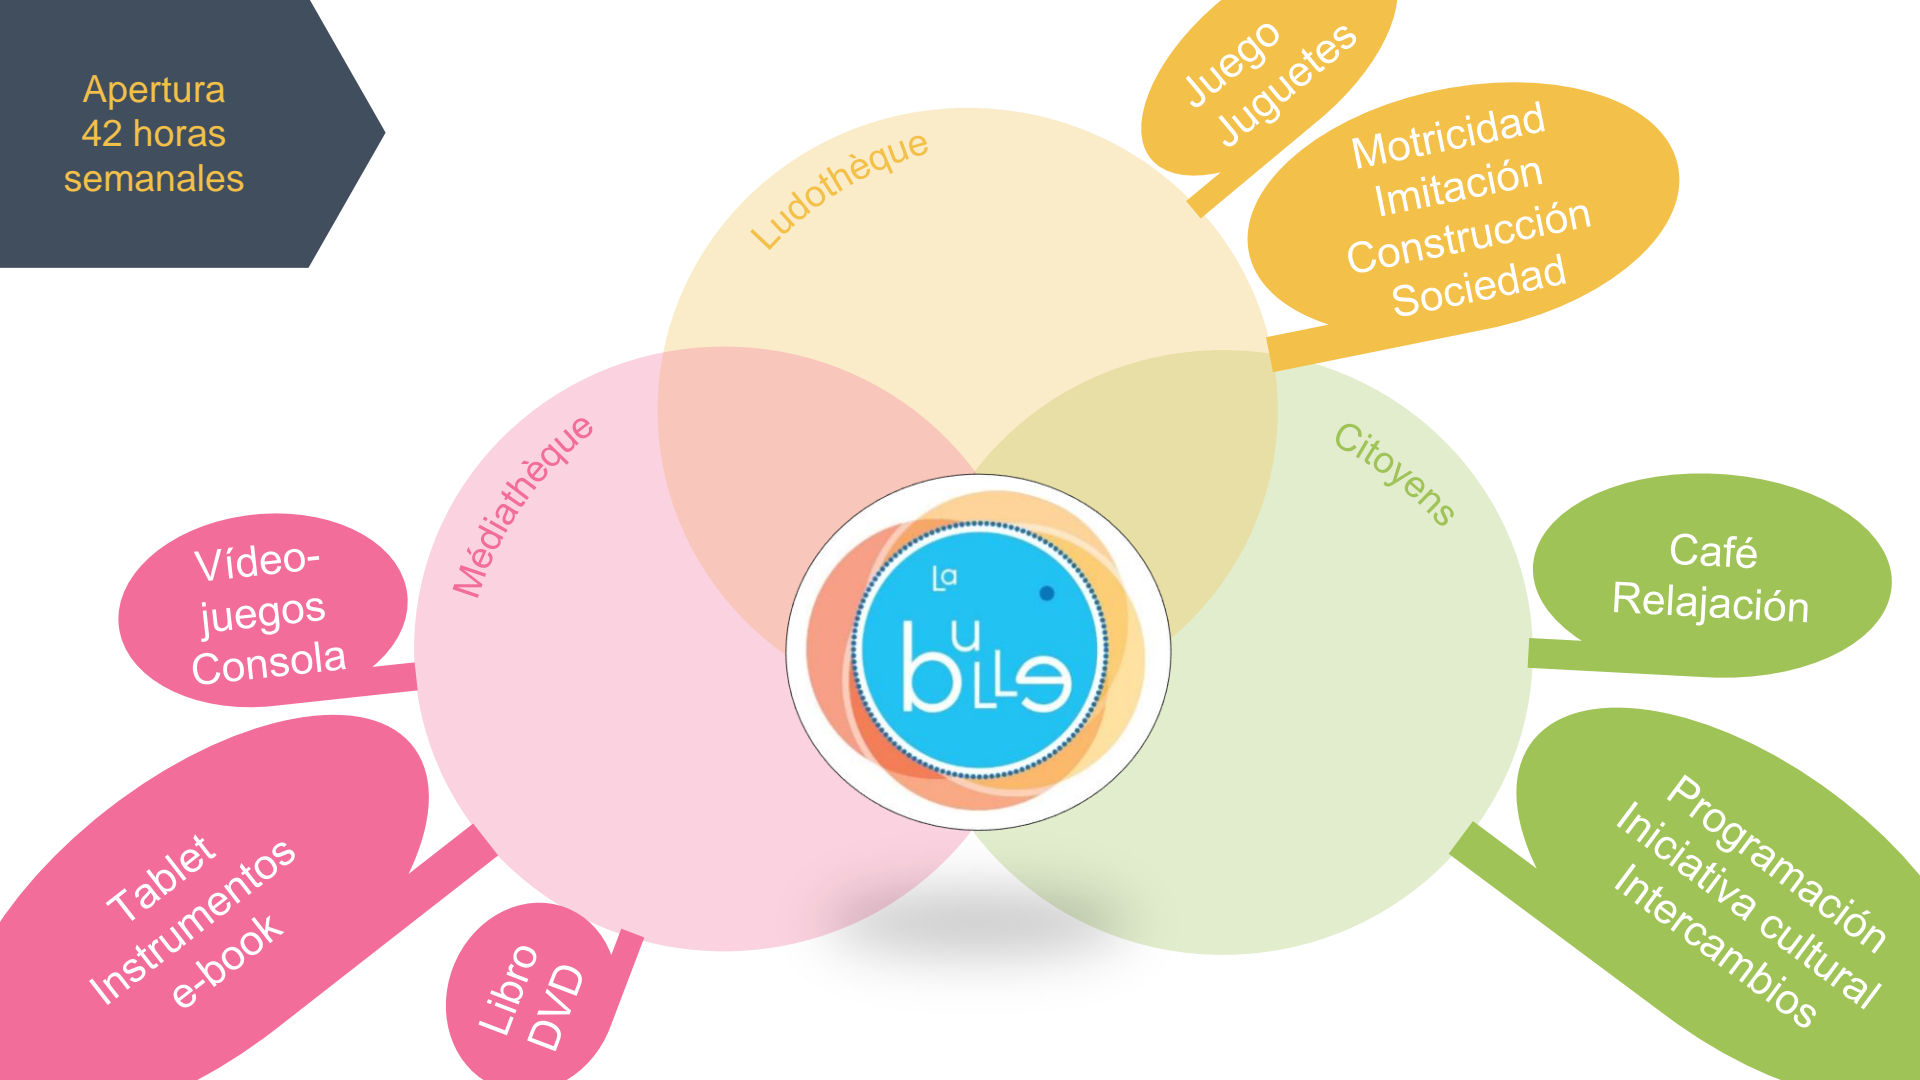 Apertura
42 horas
semanales
Juego
Juguetes
Motricidad
Imitación
Construcción
Sociedad
Ludothèque
Médiathèque
Citoyens
Vídeo-
juegos
Consola
Café
Relajación
La
bulle
Tablet
Instrumentos
e-book
Libro
DVD
Programación
Iniciativa cultural
Intercambios